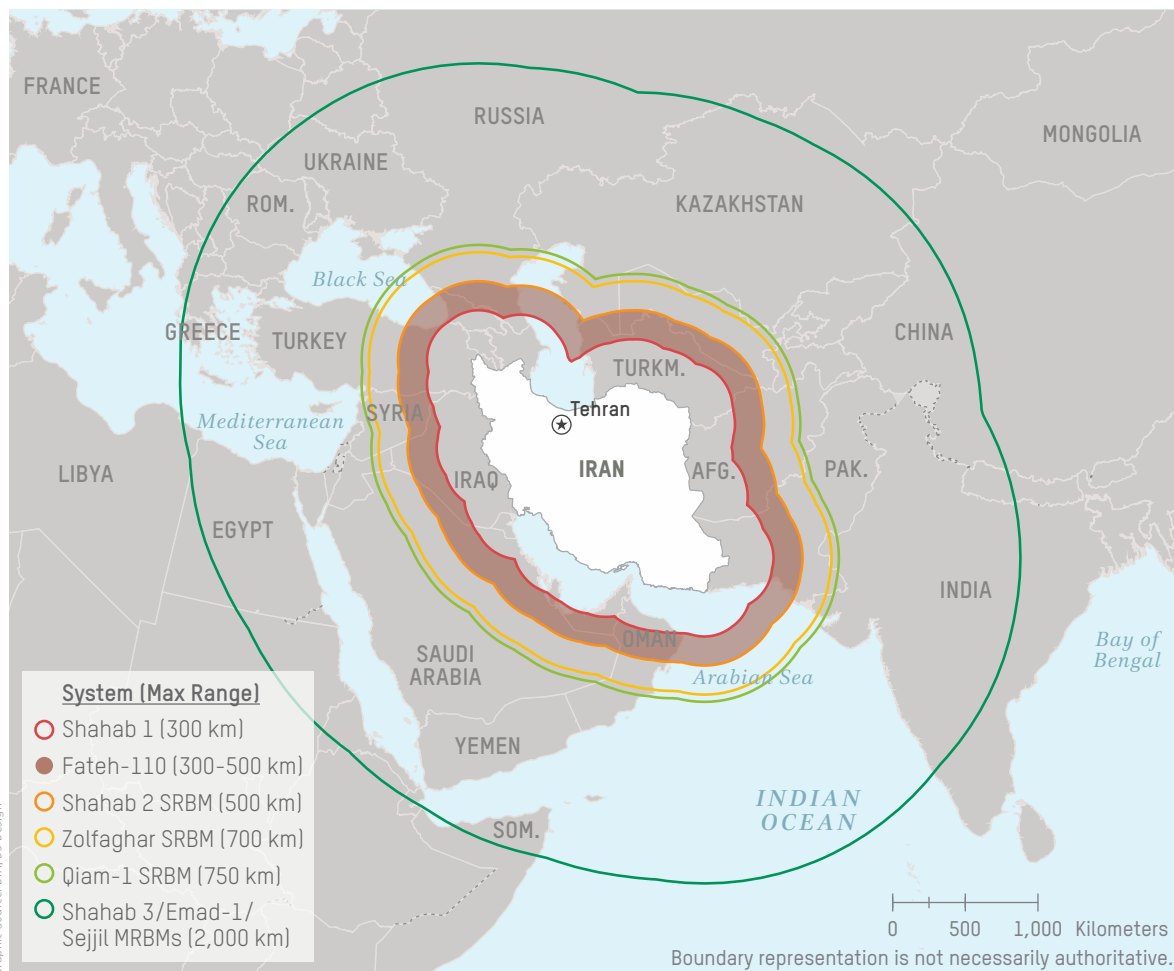 FRANCE
RUSSIA
MONGOLIA
UKRAINE
ROM.
KAZAKHSTAN
Black Sea
GREECE
TURKEY
CHINA
TURKM.
Tehran
SYRIA
Mediterranean
Sea
LIBYA
IRAQ
IRAN
AFG.
PAK.
EGYPT
INDIA
OMAN
SAUDI
ARABIA
Arabian Sea
Bay of
Bengal
YEMEN
INDIAN
OCEAN
SOM.
System (Max Range)
Shahab 1 (300 km)
Fateh-110 (300-500 km)
Shahab 2 SRBM (500 km)
Zolfaghar SRBM (700 km)
Qiam-1 SRBM (750 km)
Shahab 3/Emad-1/
Sejjil MRBMs (2,000 km)
0 500 1,000 Kilometers
Boundary representation is not necessarily authoritative.